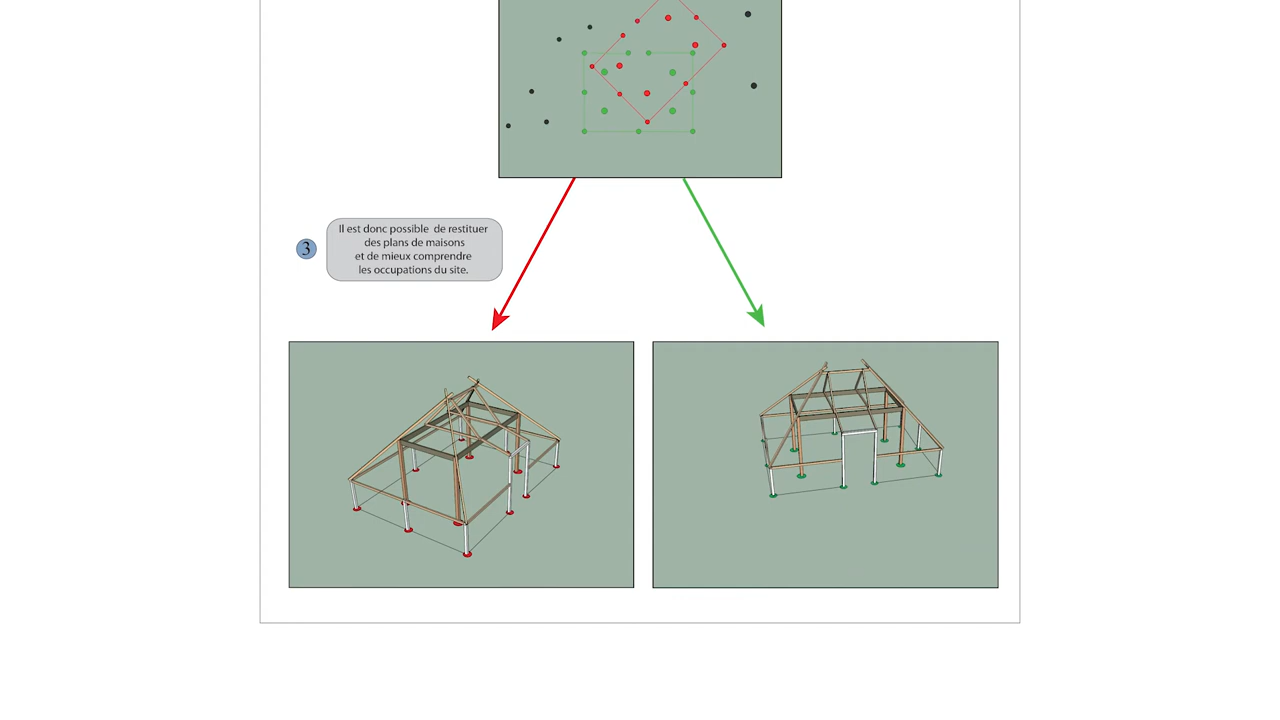 3
Il est donc possible de restituer
des plans de maisons
et de mieux comprendre
les occupations du site.